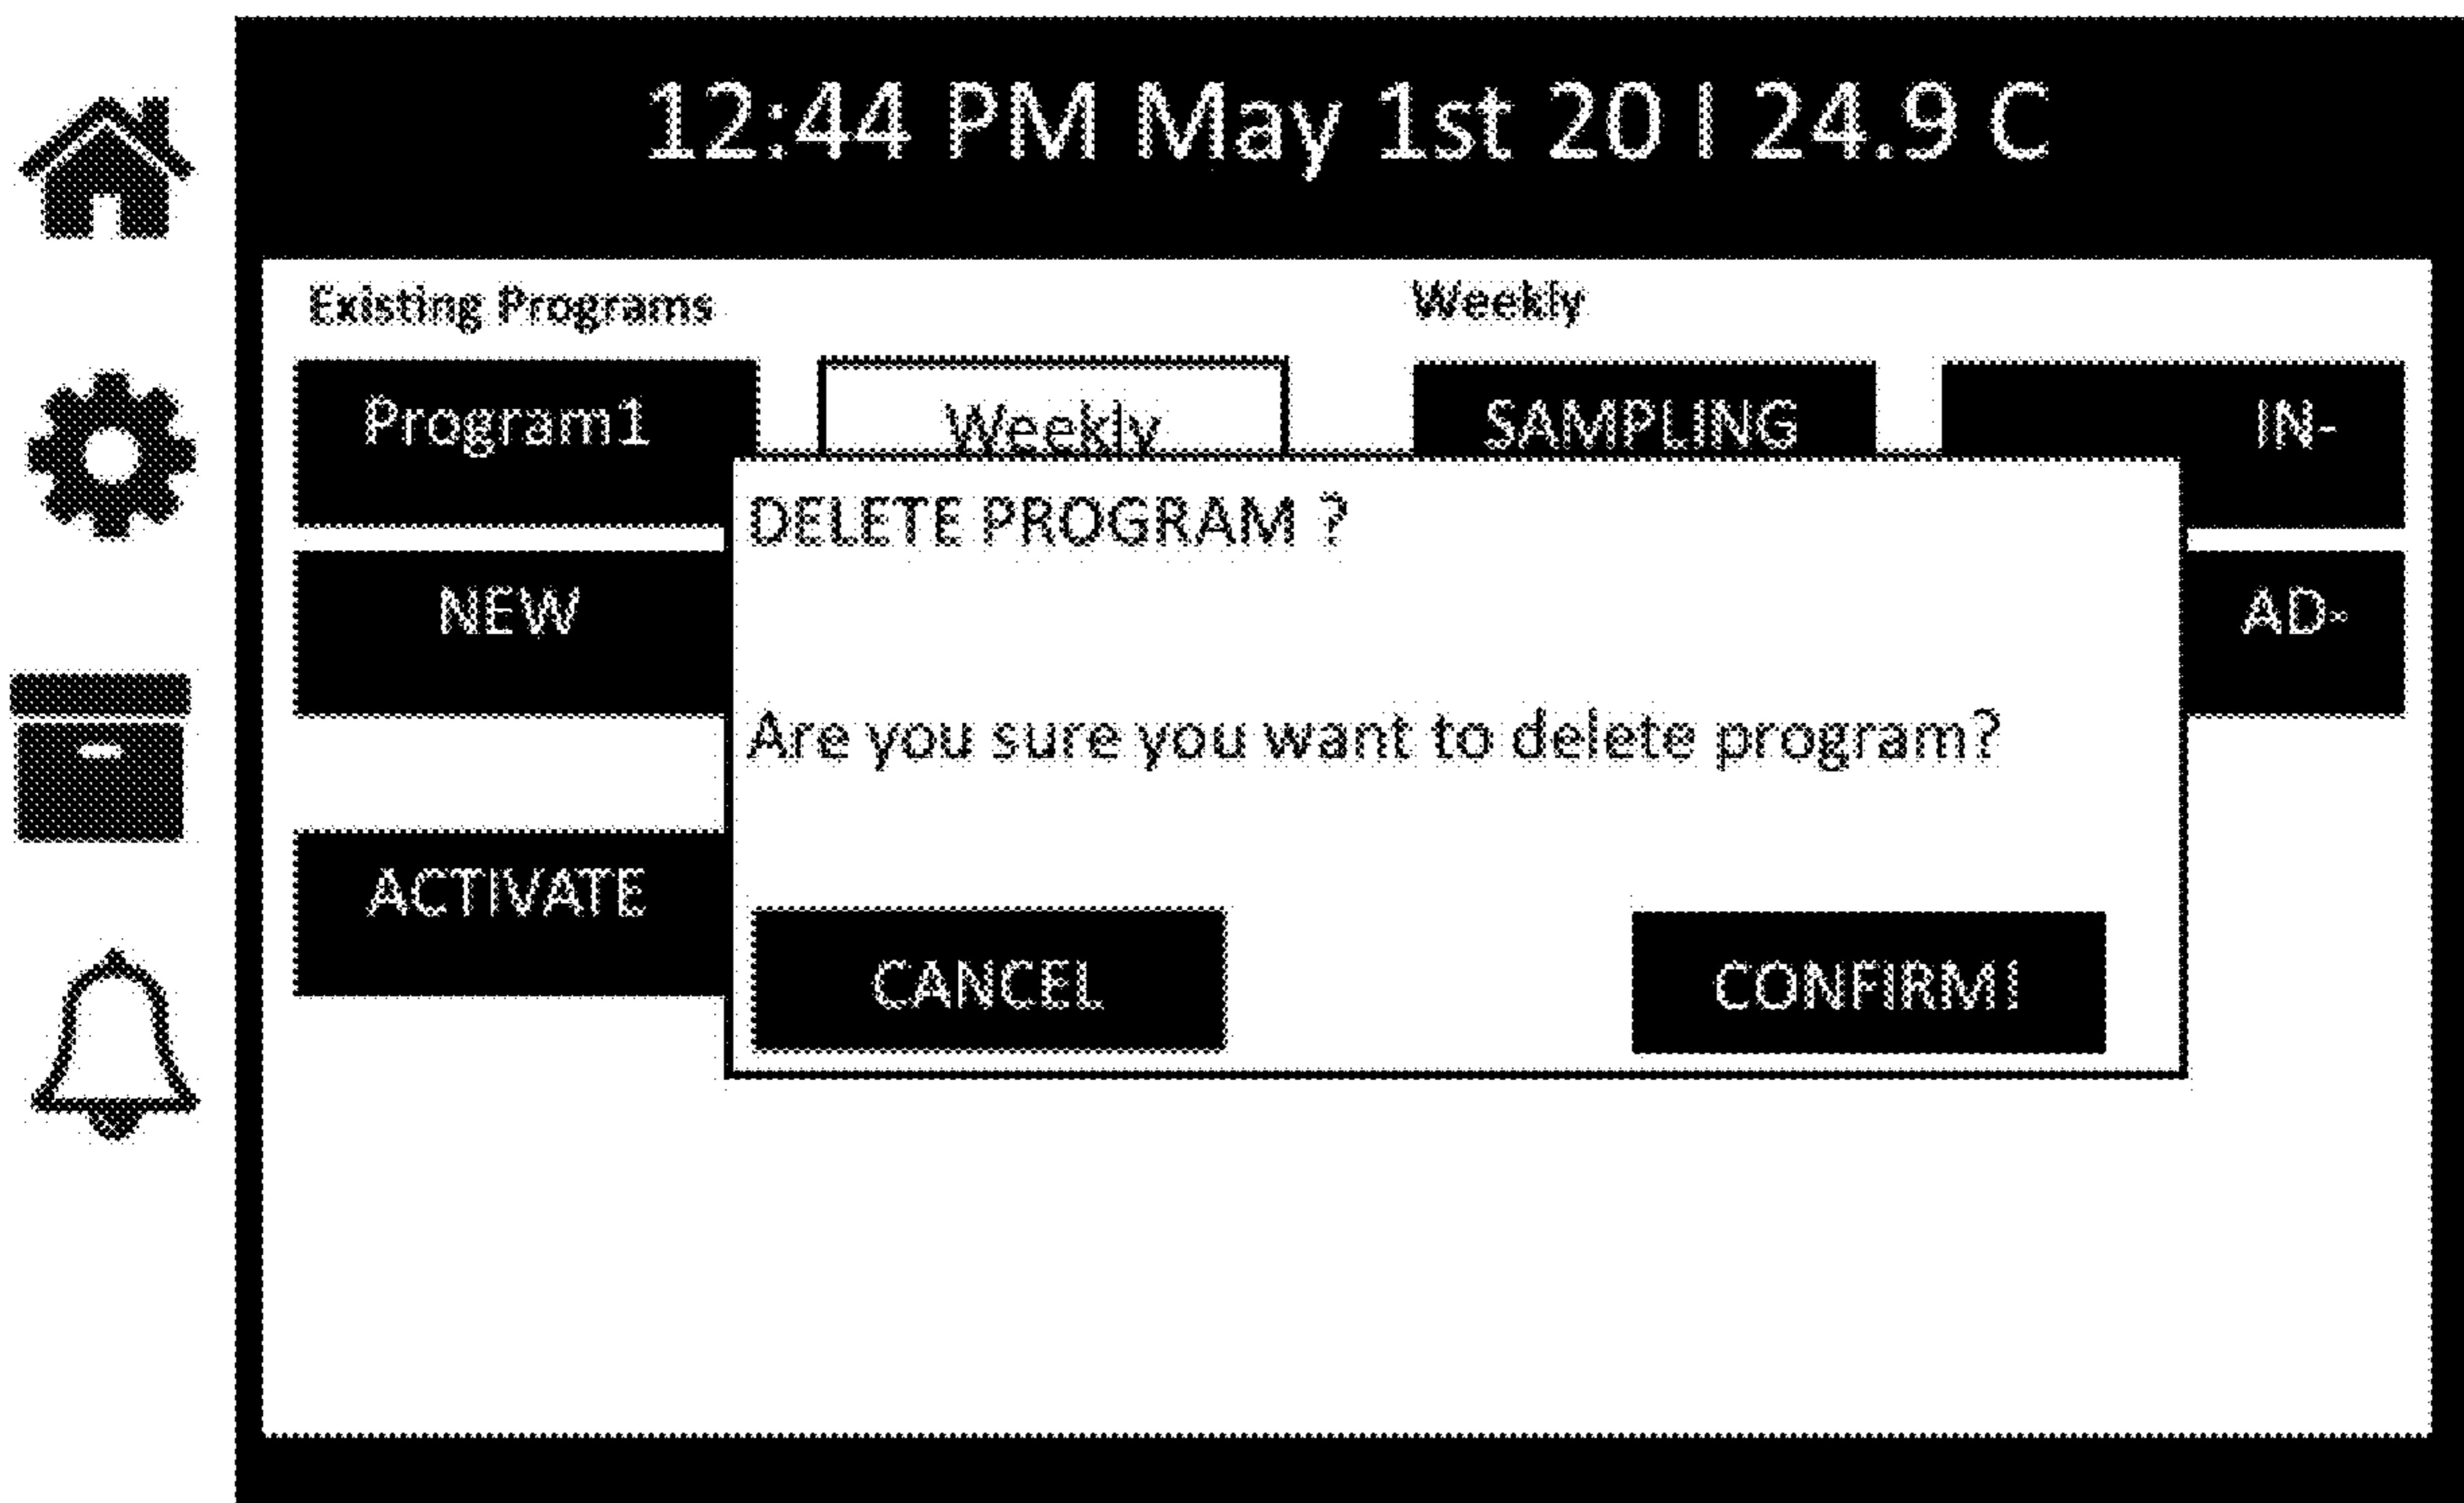 12:44 PM May 1st 20 | 24.9 C
Existing Programs
Weekly
Program1
Weekly
SAMPLING
IN-
DELETE PROGRAM ?
NEW
AD-
Are you sure you want to delete program?
ACTIVATE
CANCEL
CONFIRM!